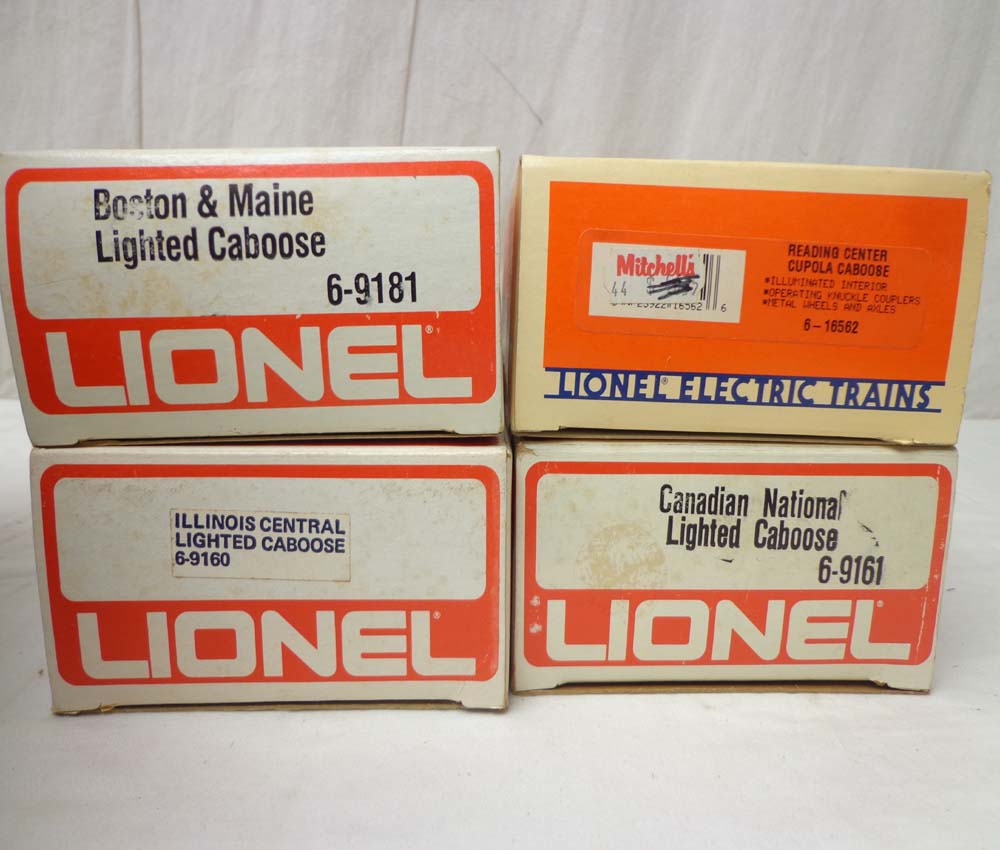 Boston & Maine
Lighted Caboose
6-9181
LIONEL®
Mitchell's
44
6
READING CENTER
CUPOLA CABOOSE
*ILLUMINATED INTERIOR
*OPERATING KNUCKLE COUPLERS
*METAL WHEELS AND AXLES
6-16562
LIONEL® ELECTRIC TRAINS
ILLINOIS CENTRAL
LIGHTED CABOOSE
6-9160
LIONEL®
Canadian National
Lighted Caboose
6-9161
LIONEL®